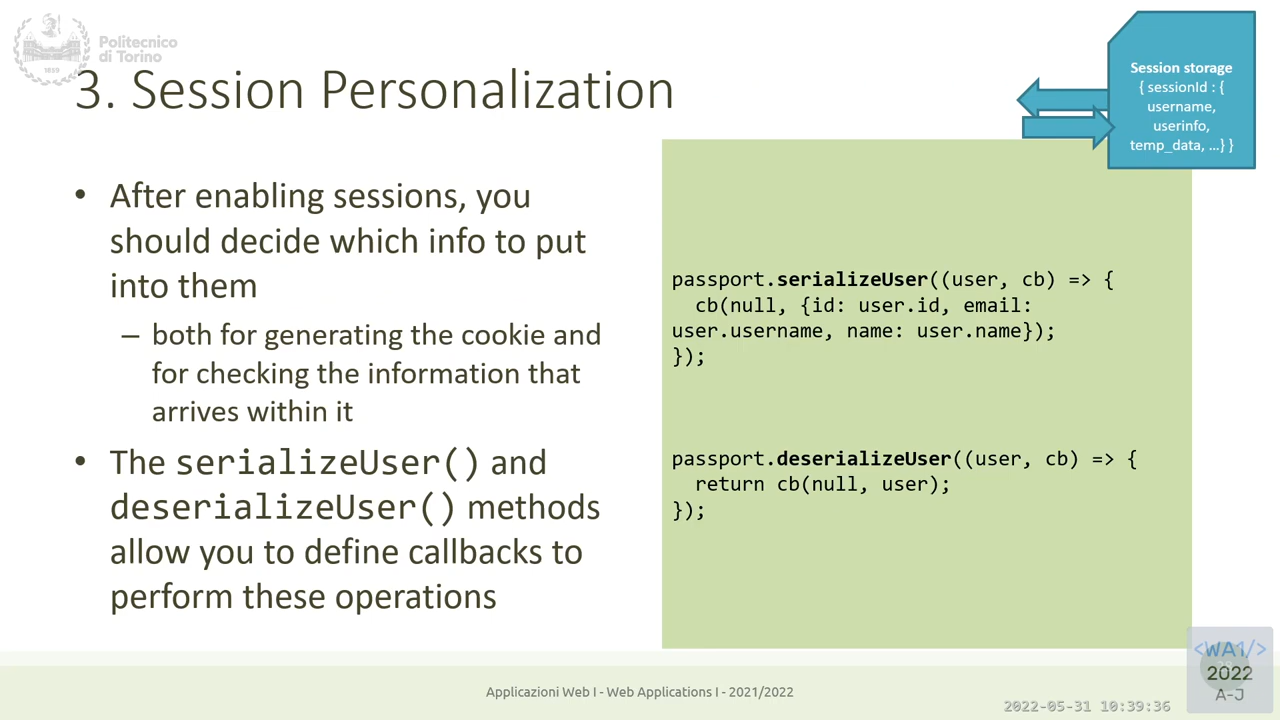 Politecnico
di Torino
1859
3. Session Personalization
Session storage
{ sessionId : {
username,
userinfo,
temp_data, …} }
• After enabling sessions, you
should decide which info to put
into them
– both for generating the cookie and
for checking the information that
arrives within it
• The serializeUser() and
deserializeUser() methods
allow you to define callbacks to
perform these operations
passport.serializeUser((user, cb) => {
cb(null, {id: user.id, email:
user.username, name: user.name});
});
passport.deserializeUser((user, cb) => {
return cb(null, user);
});
Applicazioni Web I - Web Applications I - 2021/2022
2022-05-31 10:39:36
<WA1/>
2022
A-J